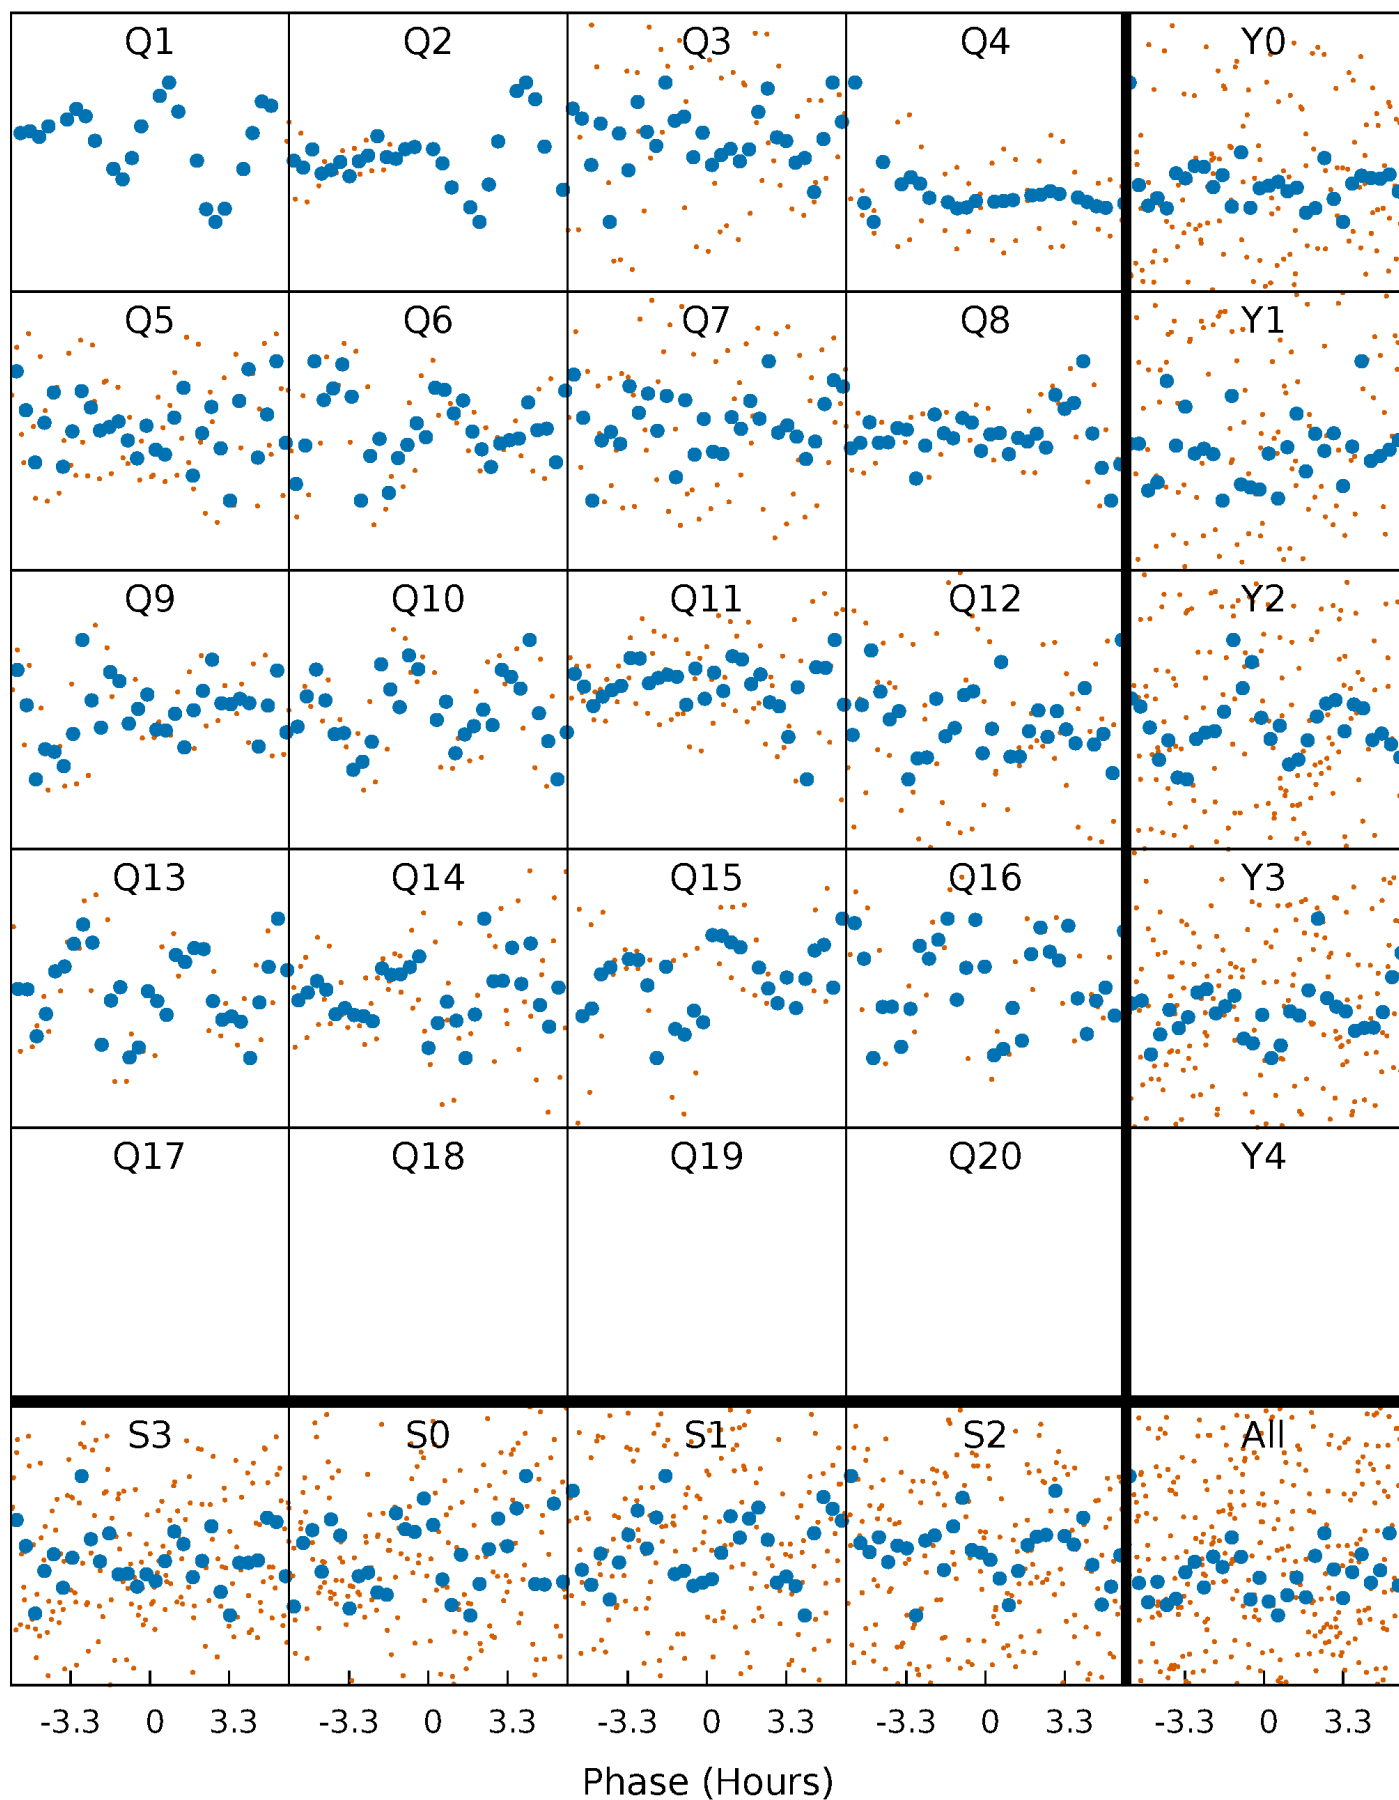 Q1 Q2 Q3 Q4 Y0
Q5 Q6 Q7 Q8 Y1
Q9 Q10 Q11 Q12 Y2
Q13 Q14 Q15 Q16 Y3
Q17 Q18 Q19 Q20 Y4
S3 S0 S1 S2 All
-3.3 0 3.3 -3.3 0 3.3 -3.3 0 3.3 -3.3 0 3.3 -3.3 0 3.3
Phase (Hours)